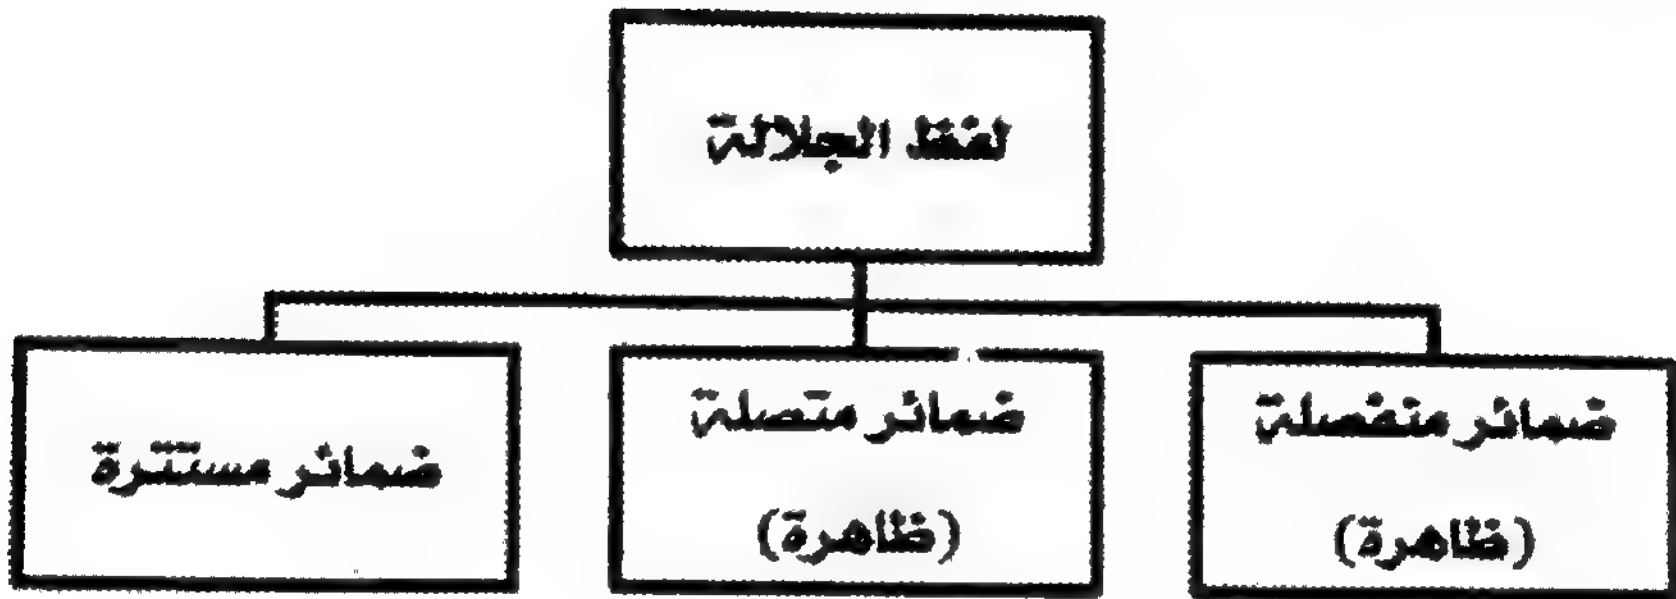 لفظ الجلالة
ضمائر منفصلة
(ظاهرة)
ضمائر متصلة
(ظاهرة)
ضمائر مستترة